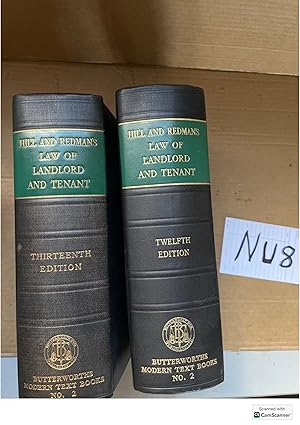 HILL AND REDMAN'S
LAW OF
LANDLORD
AND TENANT
THIRTEENTH
EDITION
BUTTERWORTHS
MODERN TEXT BOOKS
NO. 2
HILL AND REDMAN'S
LAW OF
LANDLORD
AND TENANT
TWELFTH
EDITION
BUTTERWORTHS
MODERN TEXT BOOKS
NO. 2
NU8
Scanned with
CS CamScanner